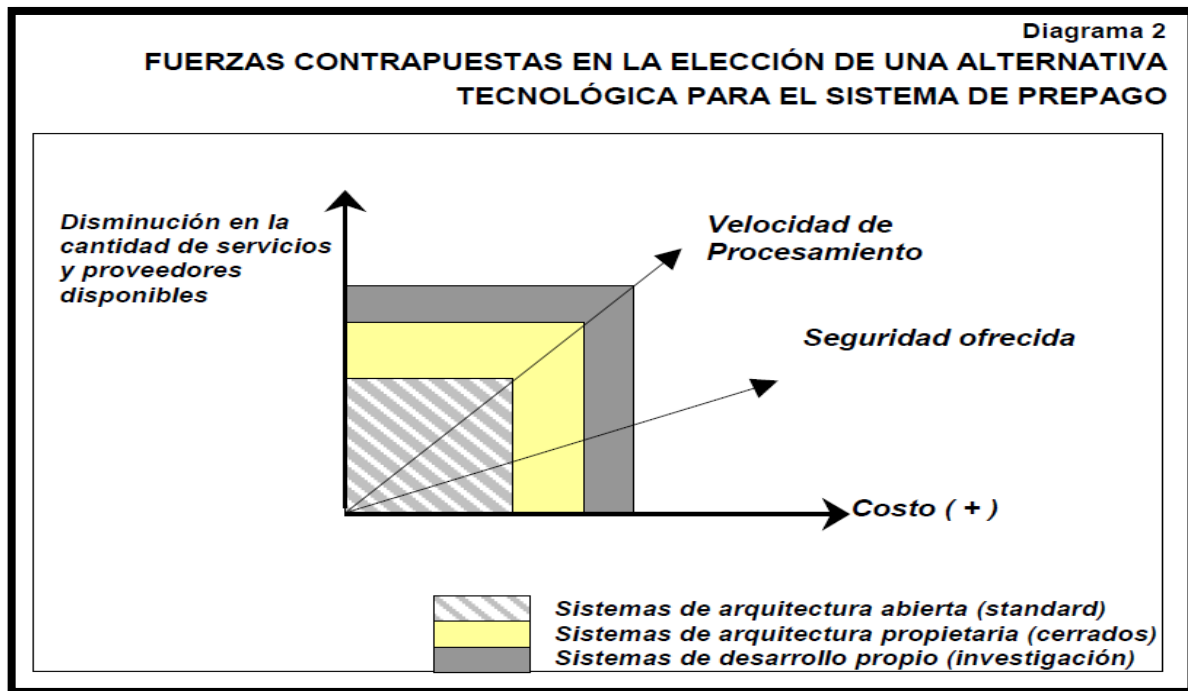 Diagrama 2
FUERZAS CONTRAPUESTAS EN LA ELECCIÓN DE UNA ALTERNATIVA
TECNOLÓGICA PARA EL SISTEMA DE PREPAGO
Disminución en la
cantidad de servicios
y proveedores
disponibles
Velocidad de
Procesamiento
Seguridad ofrecida
Costo ( + )
Sistemas de arquitectura abierta (standard)
Sistemas de arquitectura propietaria (cerrados)
Sistemas de desarrollo propio (investigación)